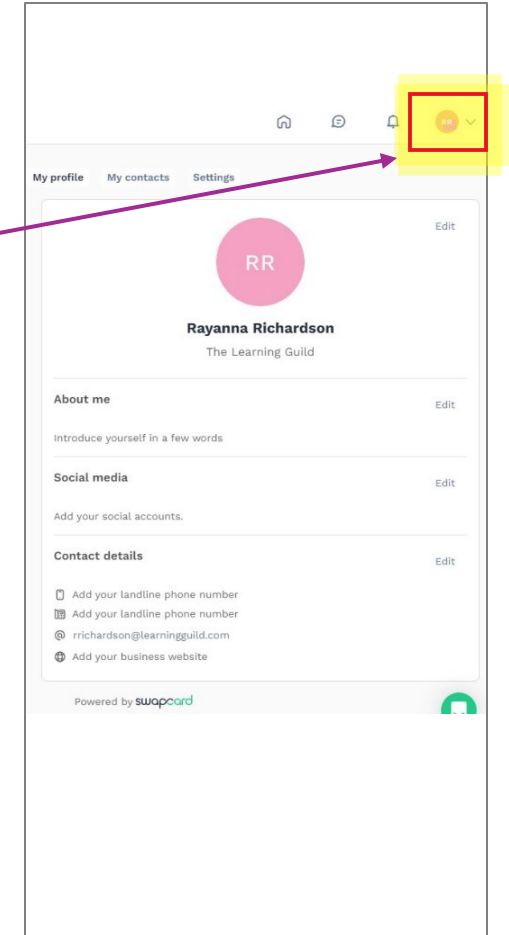 RR
My profile My contacts Settings
Edit
RR
Rayanna Richardson
The Learning Guild
About me
Edit
Introduce yourself in a few words
Social media
Edit
Add your social accounts.
Contact details
Edit
Add your landline phone number
Add your landline phone number
rrichardson@learningguild.com
Add your business website
Powered by swapcard